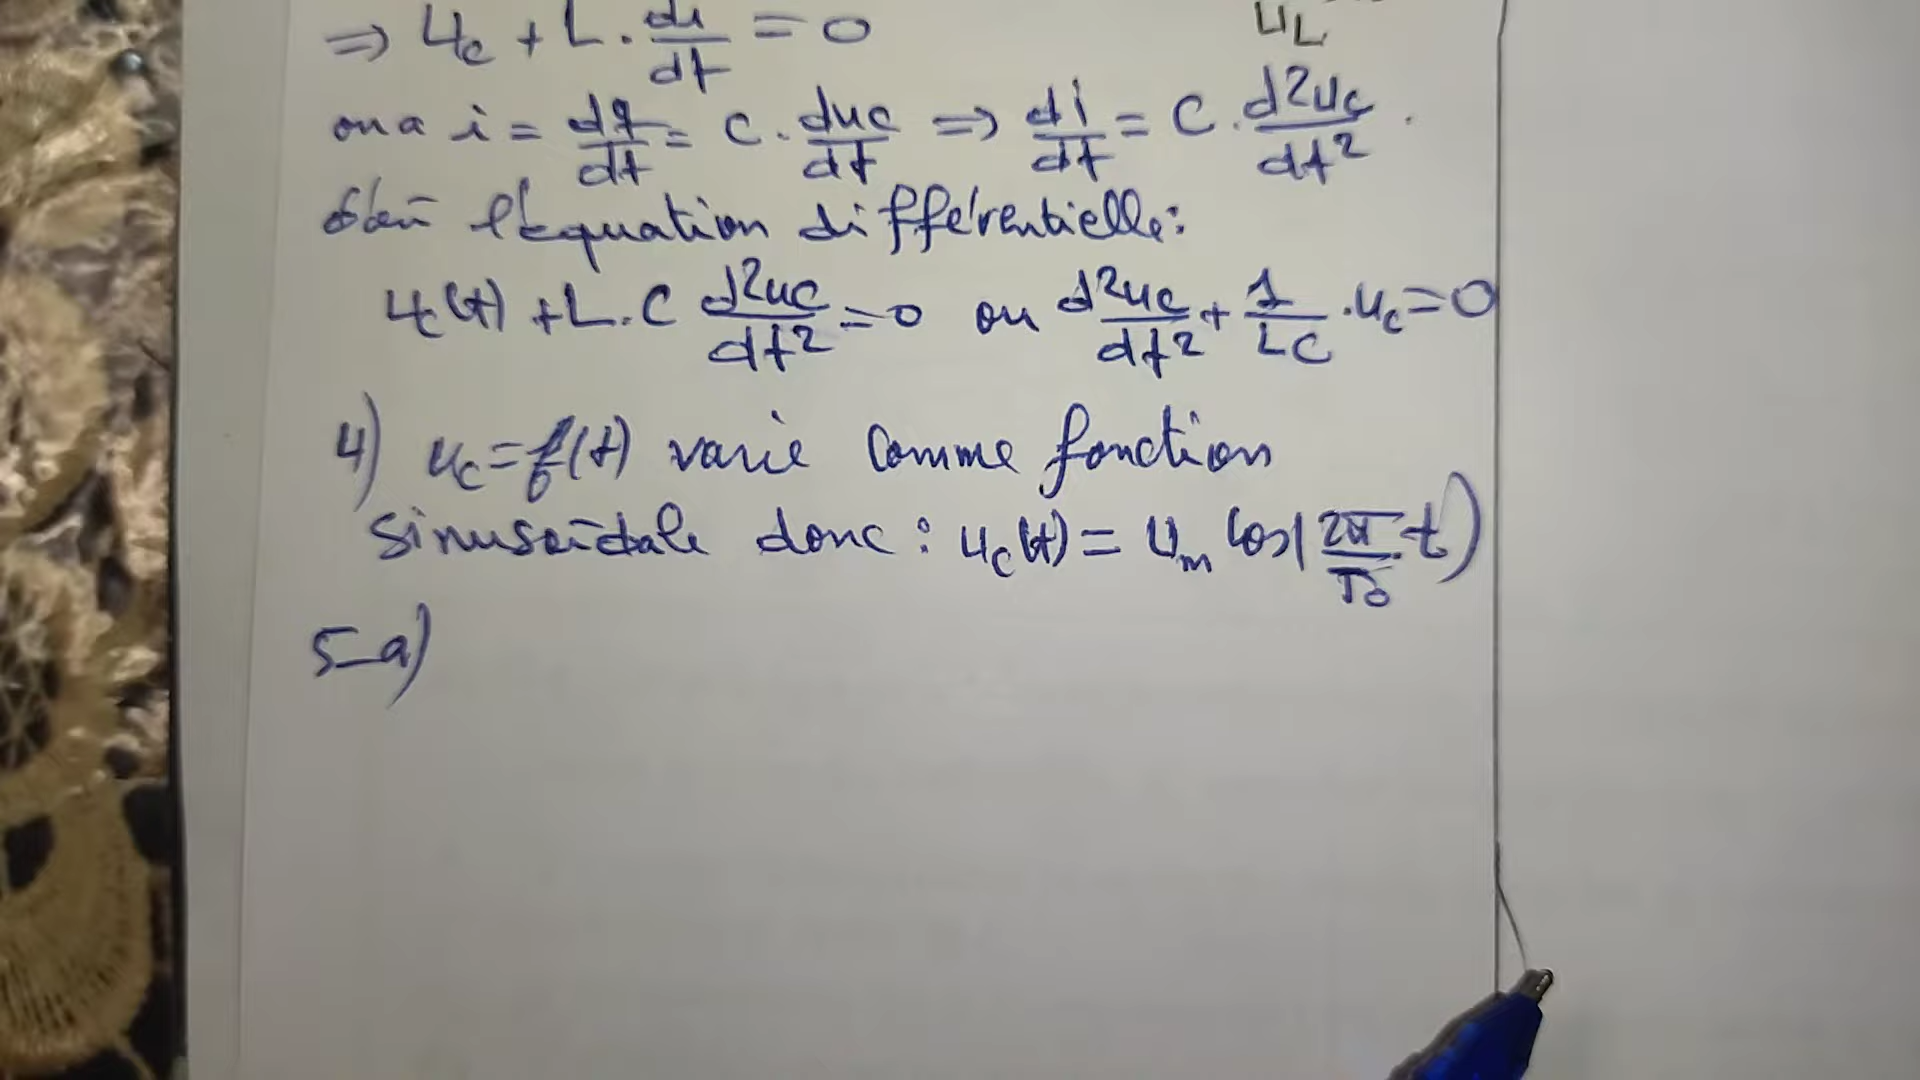 ⇒ uc + L . di/dt = 0
uL
on a i = dq/dt = C . duc/dt ⇒ di/dt = C . d2uc/dt2 .
d'où l'équation différentielle:
uc(t) + L . C d2uc/dt2 = 0 ou d2uc/dt2 + 1/LC . uc = 0
4) uc = f(t) varie comme fonction
sinusoïdale donc : uc(t) = Um cos(2π/T0 . t)
5_a)